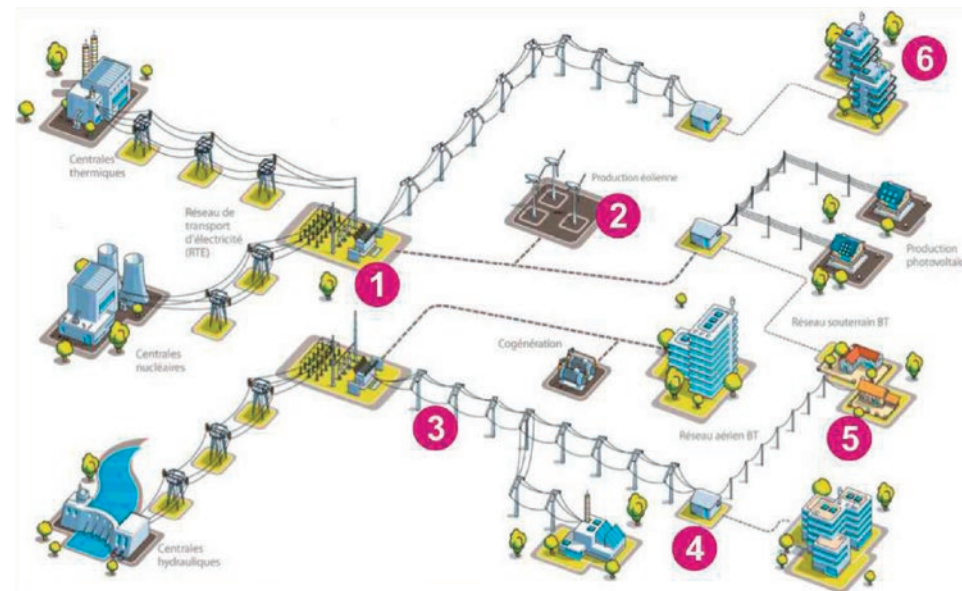 6
Centrales
thermiques
Production éolienne
2
Réseau de
transport
d'électricité
(RTE)
1
Production
photovoltaïe
Centrales
nucléaires
Réseau souterrain BT
Cogénération
3
Réseau aérien BT
5
4
Centrales
hydrauliques